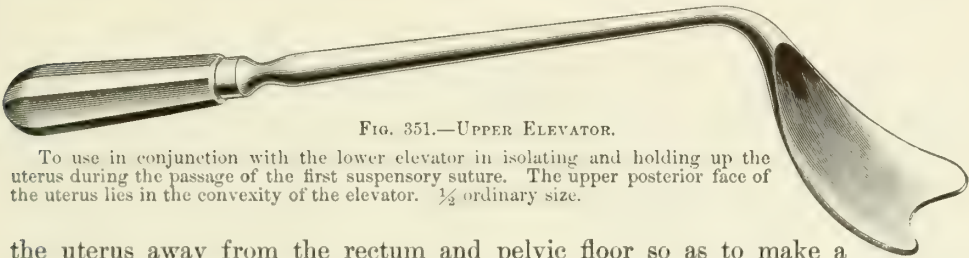 FIG. 351.—UPPER ELEVATOR.
To use in conjunction with the lower elevator in isolating and holding up the
uterus during the passage of the first suspensory suture. The upper posterior face of
the uterus lies in the convexity of the elevator. ½ ordinary size.
the uterus away from the rectum and pelvic floor so as to make a